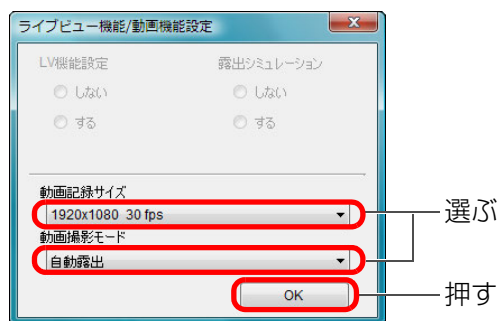 ライブビュー機能/動画機能設定
LV機能設定
露出シミュレーション
しない
しない
する
する
動画記録サイズ
1920x1080 30 fps
選ぶ
動画撮影モード
自動露出
OK
押す